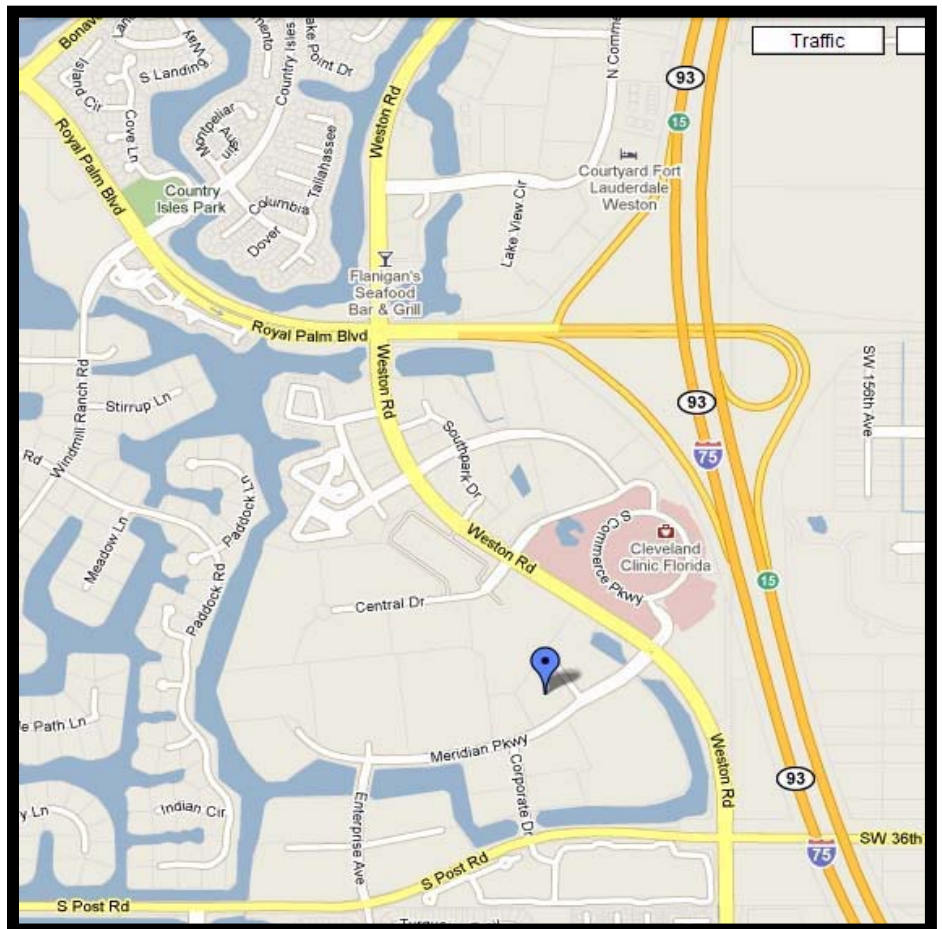 Bonav
S Landing Way
Island Cir
Cove Ln
Lake Point Dr
Country Isles
N Comme
Traffic
93
15
Weston Rd
Montpeliar
Austin
Tallahassee
Courtyard Fort
Lauderdale
Weston
Royal Palm Blvd
Country
Isles Park
Columbia
Dover
Lake View Cir
Flanigan's
Seafood
Bar & Grill
Royal Palm Blvd
Weston Rd
SW 156th Ave
Windmill Ranch Rd
Stirrup Ln
93
Rd
Southpark Dr
75
Paddock Ln
Meadow Ln
Weston Rd
S Commerce Pkwy
Cleveland
Clinic Florida
15
Paddock Rd
Central Dr
e Path Ln
Meridian Pkwy
Weston Rd
93
Corporate Dr
y Ln
Indian Cir
Enterprise Ave
SW 36th
75
S Post Rd
S Post Rd